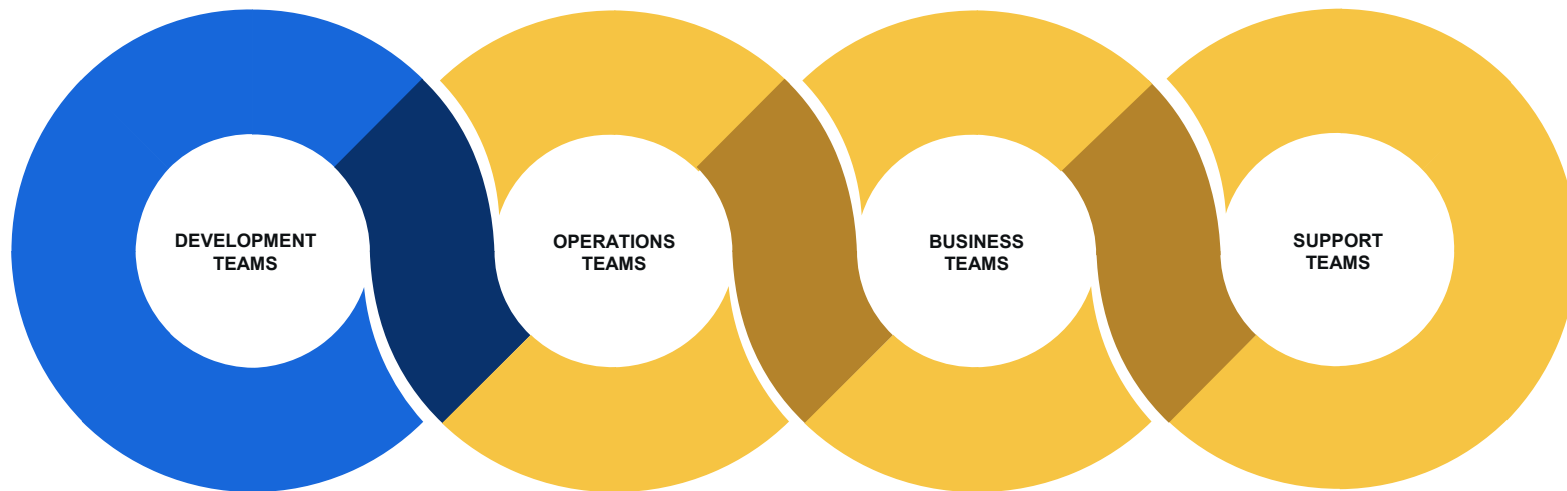 DEVELOPMENT
TEAMS
OPERATIONS
TEAMS
BUSINESS
TEAMS
SUPPORT
TEAMS